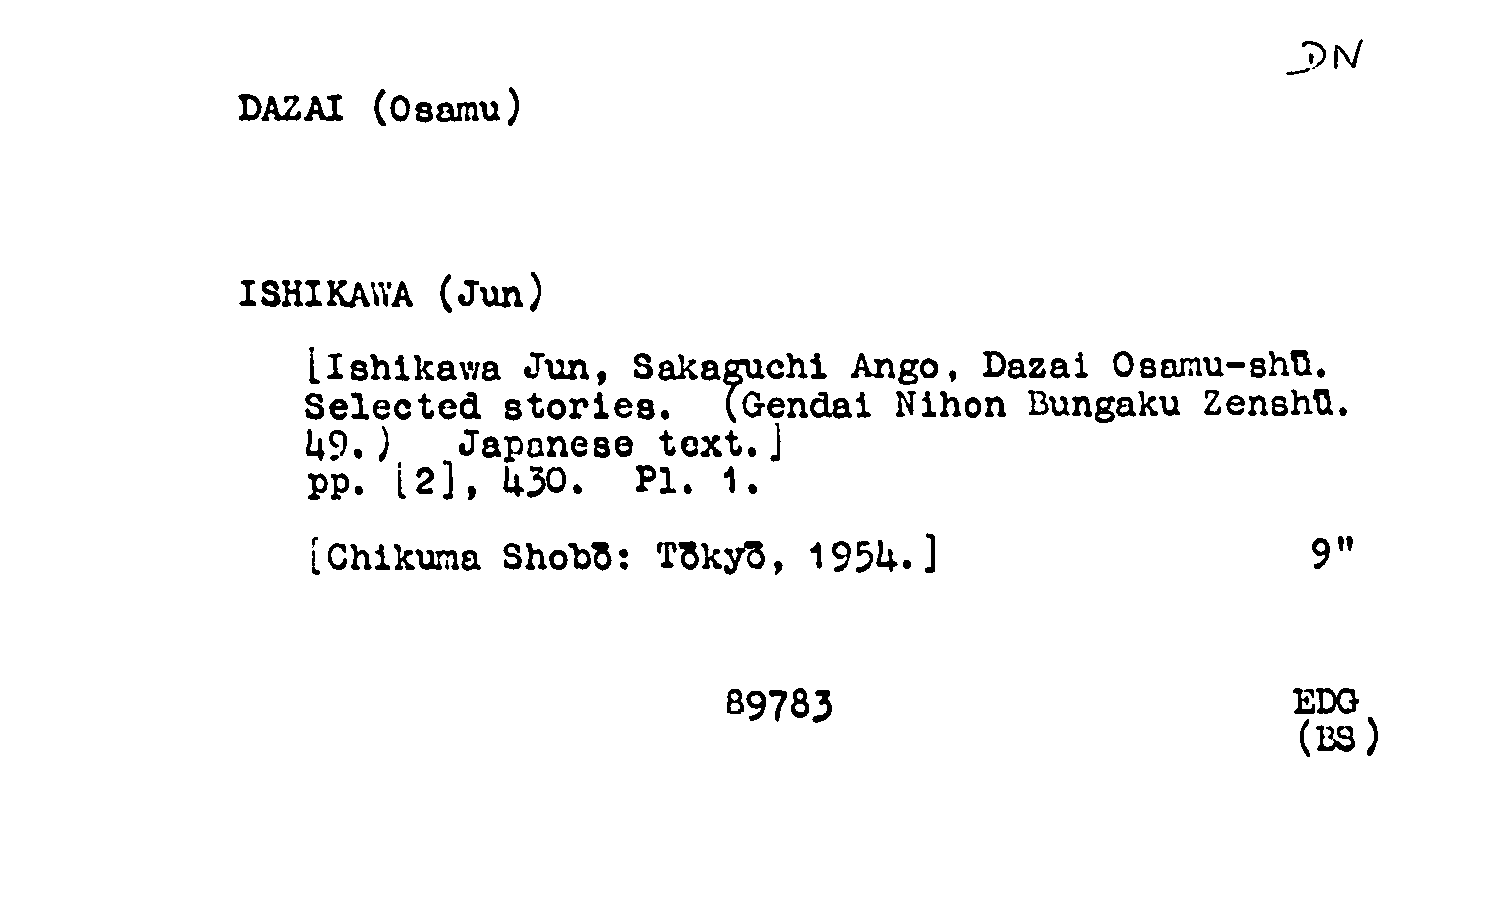 DN
DAZAI (Osamu)
ISHIKAWA (Jun)
[Ishikawa Jun, Sakaguchi Ango, Dazai Osamu-shū.
Selected stories. (Gendai Nihon Bungaku Zenshū.
49.) Japanese text.]
pp. [2], 430. Pl. 1.
[Chikuma Shobō: Tōkyō, 1954.] 9"
89783 EDG
(BS)